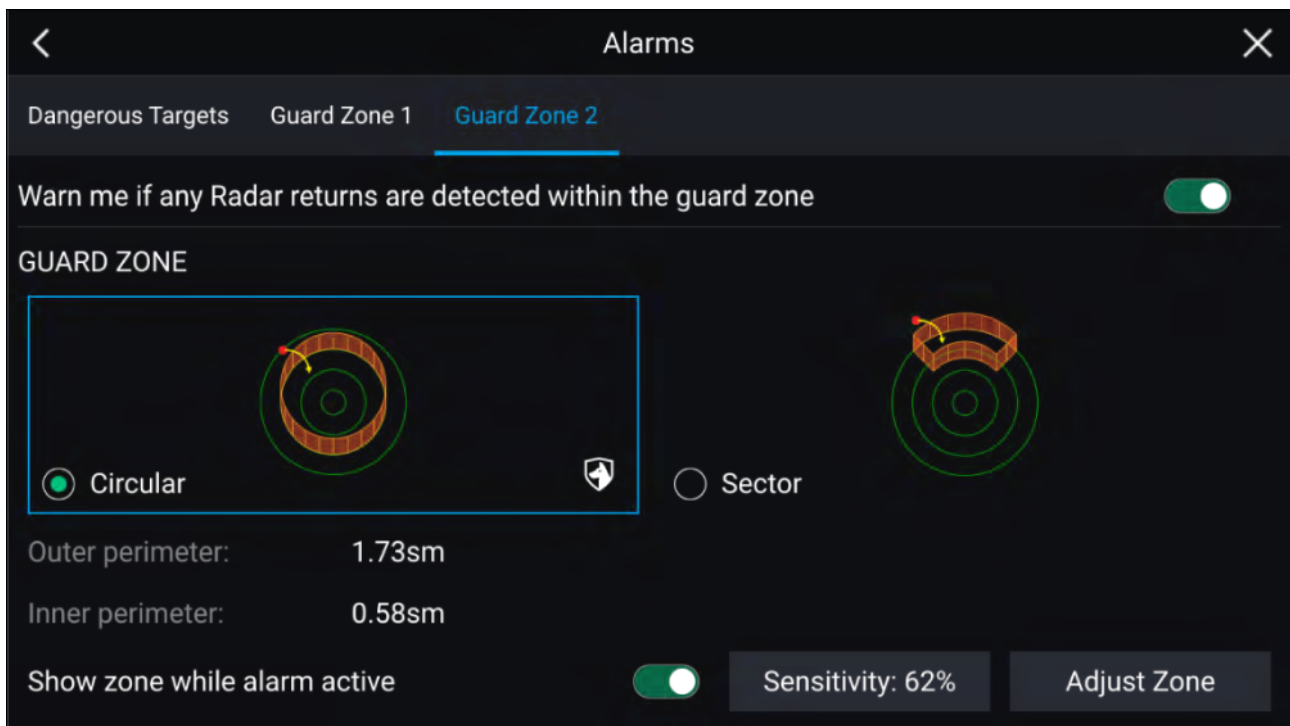 Alarms
Dangerous Targets Guard Zone 1 Guard Zone 2
Warn me if any Radar returns are detected within the guard zone
GUARD ZONE
Circular Sector
Outer perimeter: 1.73sm
Inner perimeter: 0.58sm
Show zone while alarm active Sensitivity: 62% Adjust Zone